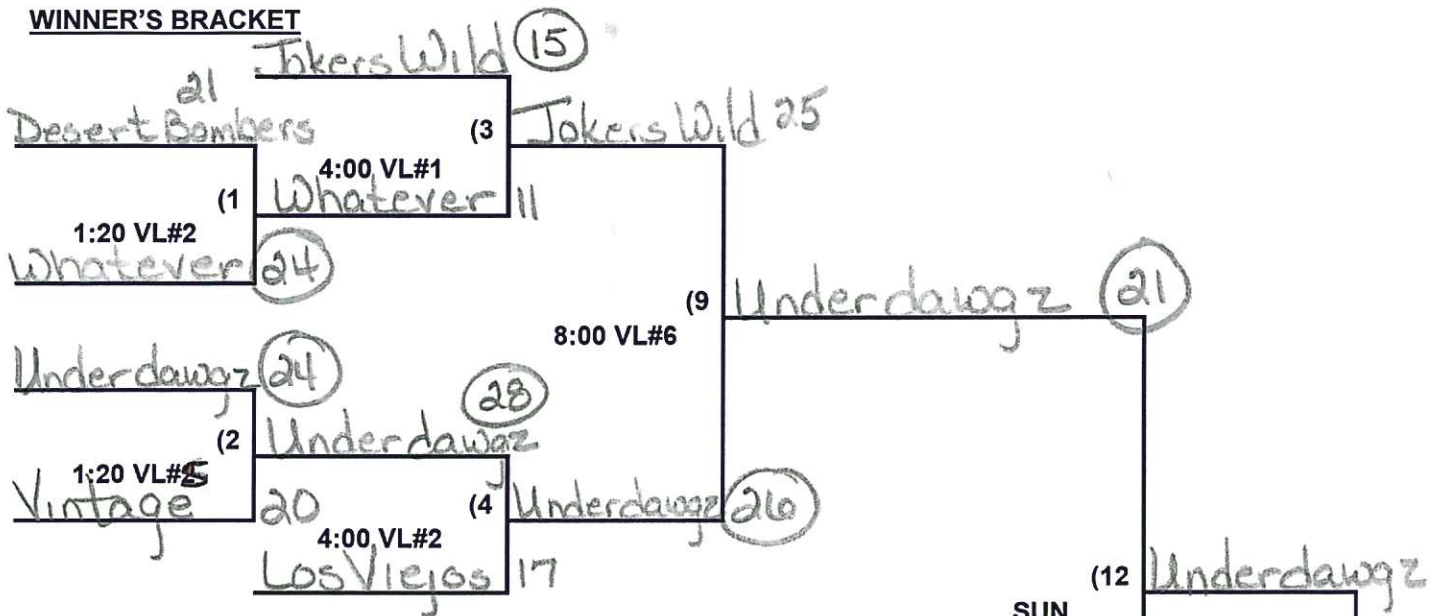 WINNER'S BRACKET
Jokers Wild 15
21
Desert Bombers
(3 Jokers Wild 25
4:00 VL#1
(1 Whatever 11
1:20 VL#2
Whatever 24
(9 Underdawgz 21
8:00 VL#6
Underdawgz 24
28
(2 Underdawgz
1:20 VL#5
Vintage 20
(4 Underdawgz 26
4:00 VL#2
Los Viejos 17
(12 Underdawgz
SUN